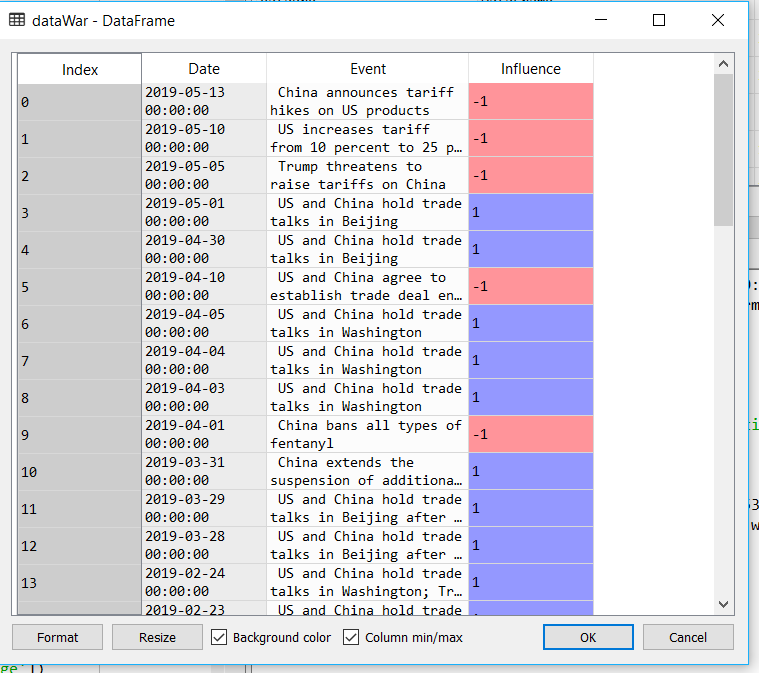 dataWar - DataFrame
Index Date Event Influence
0 2019-05-13 00:00:00 China announces tariff hikes on US products -1
1 2019-05-10 00:00:00 US increases tariff from 10 percent to 25 p… -1
2 2019-05-05 00:00:00 Trump threatens to raise tariffs on China -1
3 2019-05-01 00:00:00 US and China hold trade talks in Beijing 1
4 2019-04-30 00:00:00 US and China hold trade talks in Beijing 1
5 2019-04-10 00:00:00 US and China agree to establish trade deal en… -1
6 2019-04-05 00:00:00 US and China hold trade talks in Washington 1
7 2019-04-04 00:00:00 US and China hold trade talks in Washington 1
8 2019-04-03 00:00:00 US and China hold trade talks in Washington 1
9 2019-04-01 00:00:00 China bans all types of fentanyl -1
10 2019-03-31 00:00:00 China extends the suspension of additiona… 1
11 2019-03-29 00:00:00 US and China hold trade talks in Beijing after … 1
12 2019-03-28 00:00:00 US and China hold trade talks in Beijing after … 1
13 2019-02-24 00:00:00 US and China hold trade talks in Washington; Tr… 1
2019-02-23 US and China hold trade
Format Resize Background color Column min/max OK Cancel